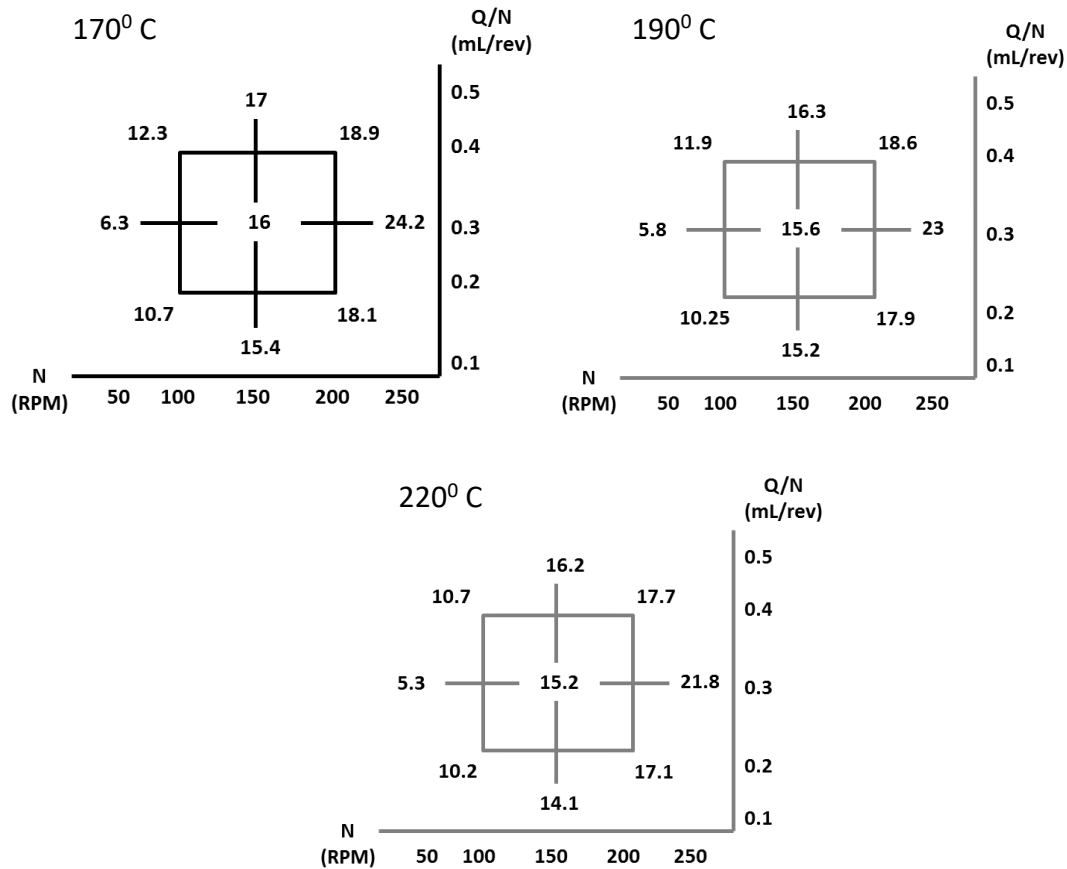 170⁰ C
Q/N
(mL/rev)
0.5
17
12.3 18.9 0.4
6.3 16 24.2 0.3
0.2
10.7 18.1
15.4
0.1
N
(RPM) 50 100 150 200 250
190⁰ C
Q/N
(mL/rev)
0.5
16.3
11.9 18.6 0.4
5.8 15.6 23 0.3
10.25 17.9 0.2
15.2
0.1
N
(RPM) 50 100 150 200 250
220⁰ C
Q/N
(mL/rev)
0.5
16.2
10.7 17.7 0.4
5.3 15.2 21.8 0.3
10.2 17.1 0.2
14.1
0.1
N
(RPM) 50 100 150 200 250